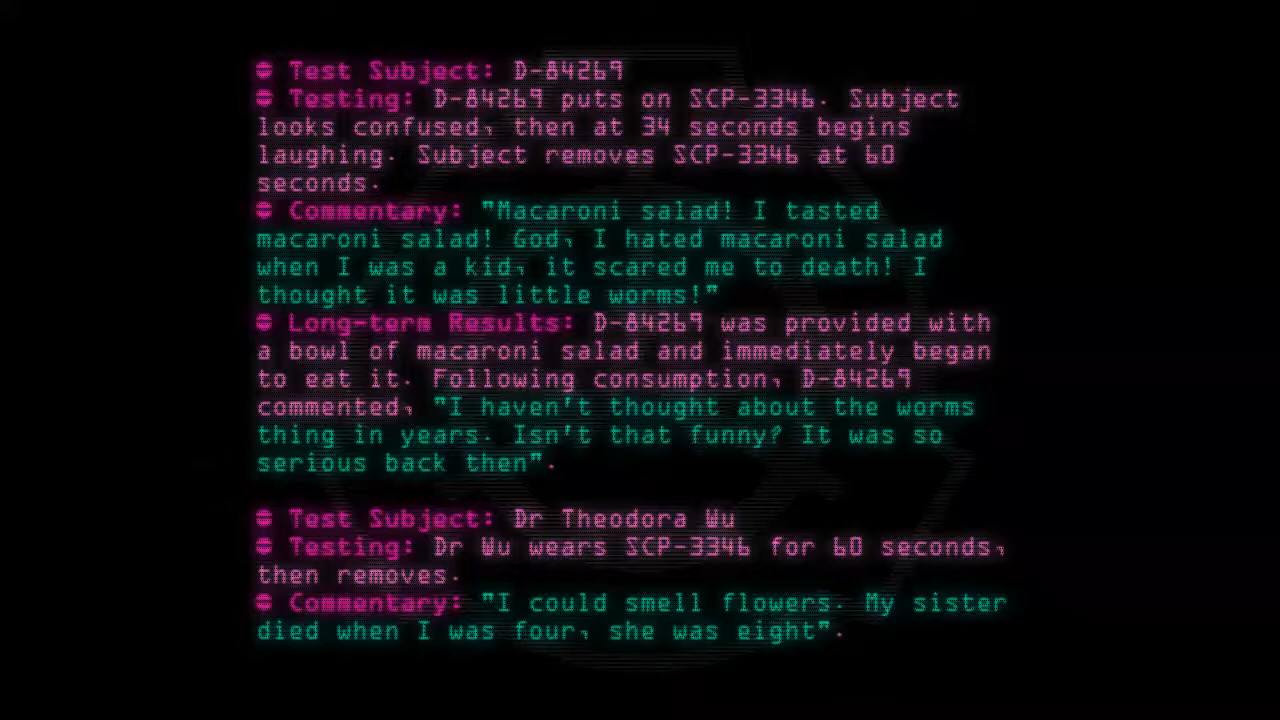 ⊖ Test Subject: D-84269
⊖ Testing: D-84269 puts on SCP-3346. Subject
looks confused, then at 34 seconds begins
laughing. Subject removes SCP-3346 at 60
seconds.
⊖ Commentary: "Macaroni salad! I tasted
macaroni salad! God, I hated macaroni salad
when I was a kid, it scared me to death! I
thought it was little worms!"
⊖ Long-term Results: D-84269 was provided with
a bowl of macaroni salad and immediately began
to eat it. Following consumption, D-84269
commented, "I haven't thought about the worms
thing in years. Isn't that funny? It was so
serious back then".
⊖ Test Subject: Dr Theodora Wu
⊖ Testing: Dr Wu wears SCP-3346 for 60 seconds,
then removes.
⊖ Commentary: "I could smell flowers. My sister
died when I was four, she was eight".